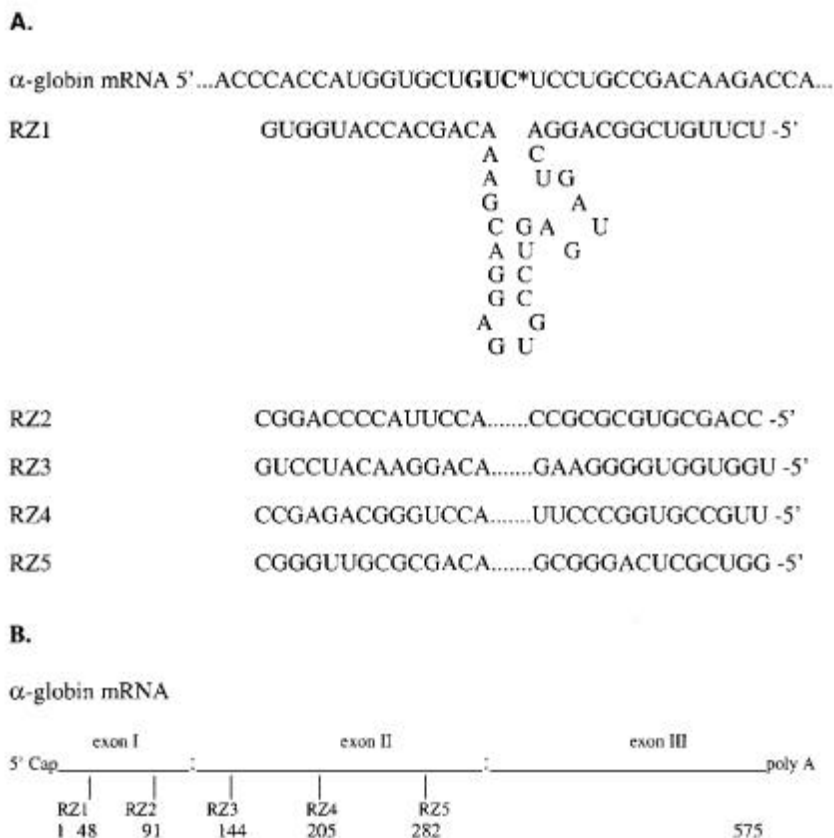 A.
α-globin mRNA 5'...ACCCACCAUGGUGCUGUC*UCCUGCCGACAAGACCA...
RZ1 GUGGUACCACGACA AGGACGGCUGUUCU -5'
A C
A U G
G A
C G A U
A U G
G C
G C
A G
G U
RZ2 CGGACCCCAUUCCA.......CCGCGCGUGCGACC -5'
RZ3 GUCCUACAAGGACA.......GAAGGGGUGGUGGU -5'
RZ4 CCGAGACGGGUCCA.......UUCCCGGUGCCGUU -5'
RZ5 CGGGUUGCGCGACA.......GCGGGACUCGCUGG -5'
B.
α-globin mRNA
exon I exon II exon III
5' Cap : : poly A
RZ1 RZ2 RZ3 RZ4 RZ5
1 48 91 144 205 282 575